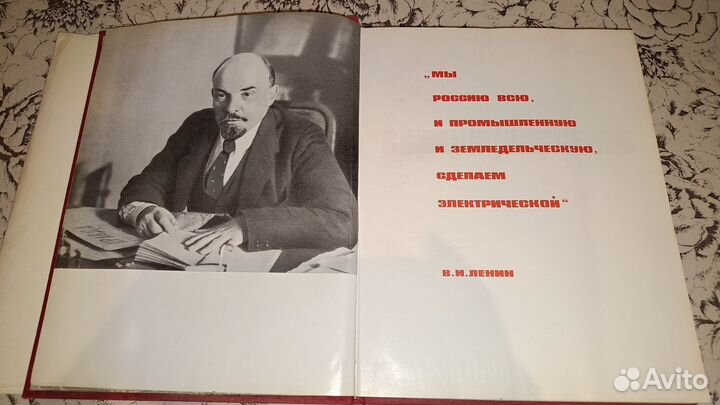 „МЫ
РОССИЮ ВСЮ,
И ПРОМЫШЛЕННУЮ
И ЗЕМЛЕДЕЛЬЧЕСКУЮ,
СДЕЛАЕМ
ЭЛЕКТРИЧЕСКОЙ“
В.И.ЛЕНИН
Avito